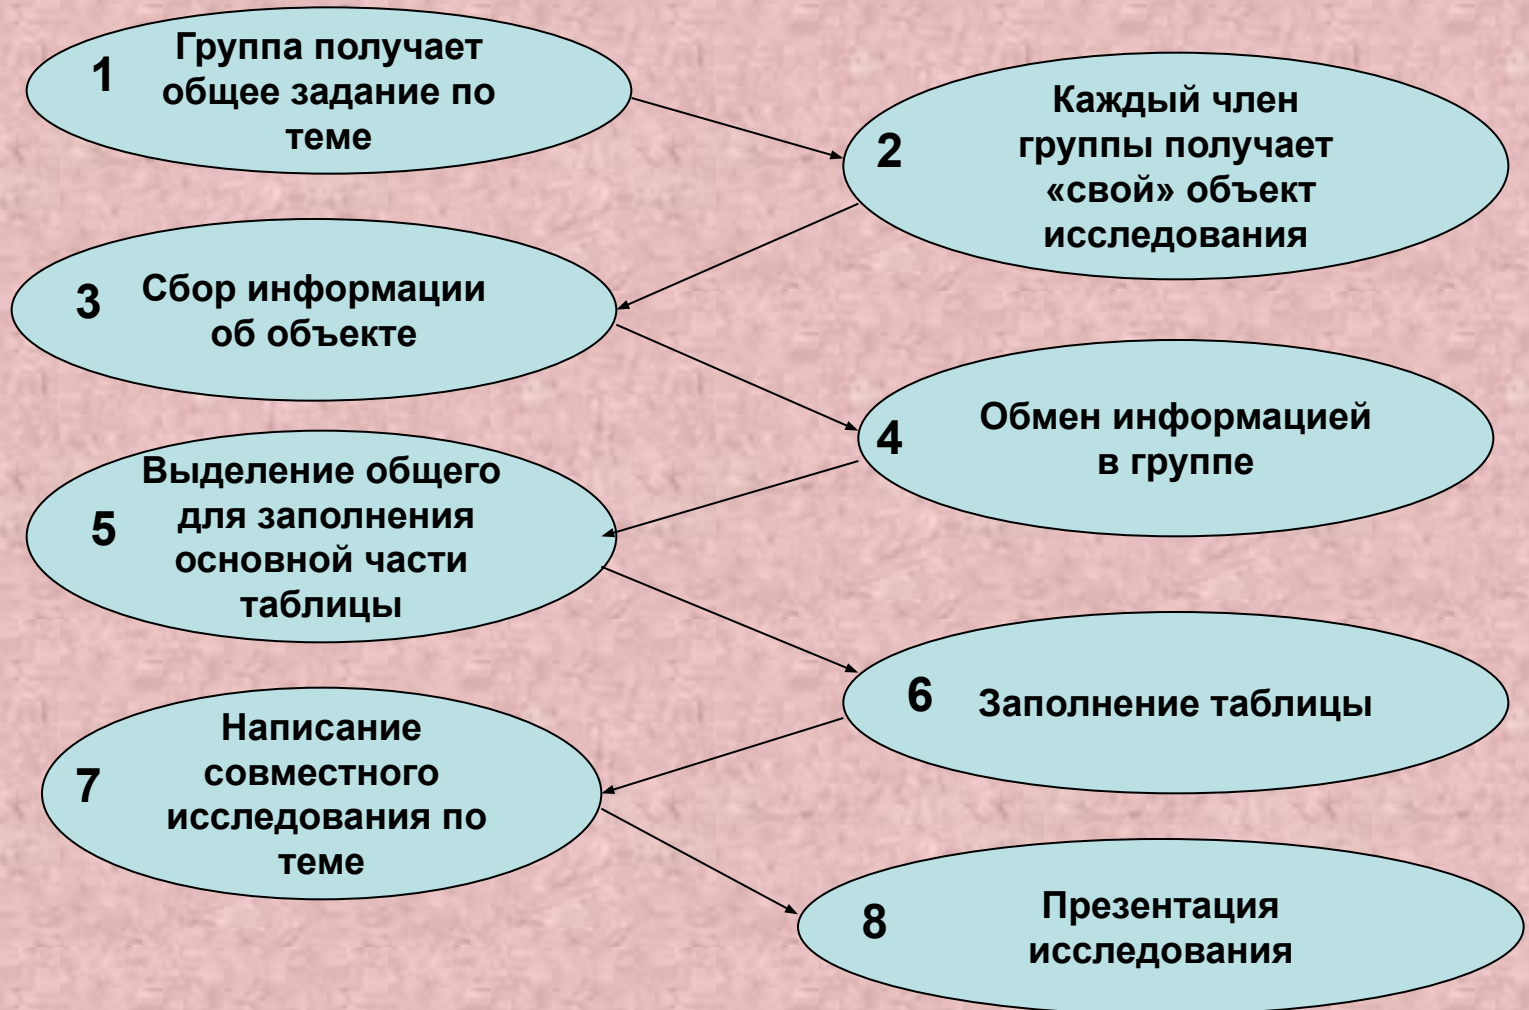 1
Группа получает
общее задание по
теме
2
Каждый член
группы получает
«свой» объект
исследования
3
Сбор информации
об объекте
4
Обмен информацией
в группе
5
Выделение общего
для заполнения
основной части
таблицы
6
Заполнение таблицы
7
Написание
совместного
исследования по
теме
8
Презентация
исследования